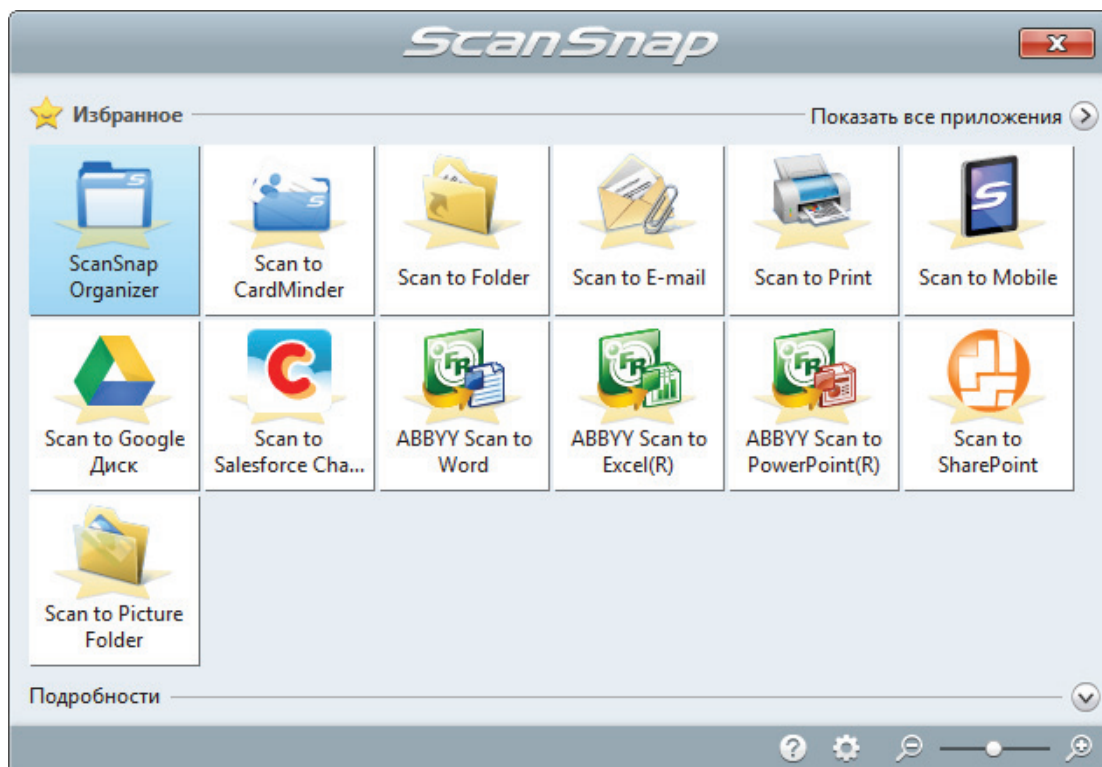 ScanSnap
Избранное
Показать все приложения
ScanSnap
Organizer
Scan to
CardMinder
Scan to Folder
Scan to E-mail
Scan to Print
Scan to Mobile
Scan to Google
Диск
Scan to
Salesforce Cha...
ABBYY Scan to
Word
ABBYY Scan to
Excel(R)
ABBYY Scan to
PowerPoint(R)
Scan to
SharePoint
Scan to Picture
Folder
Подробности